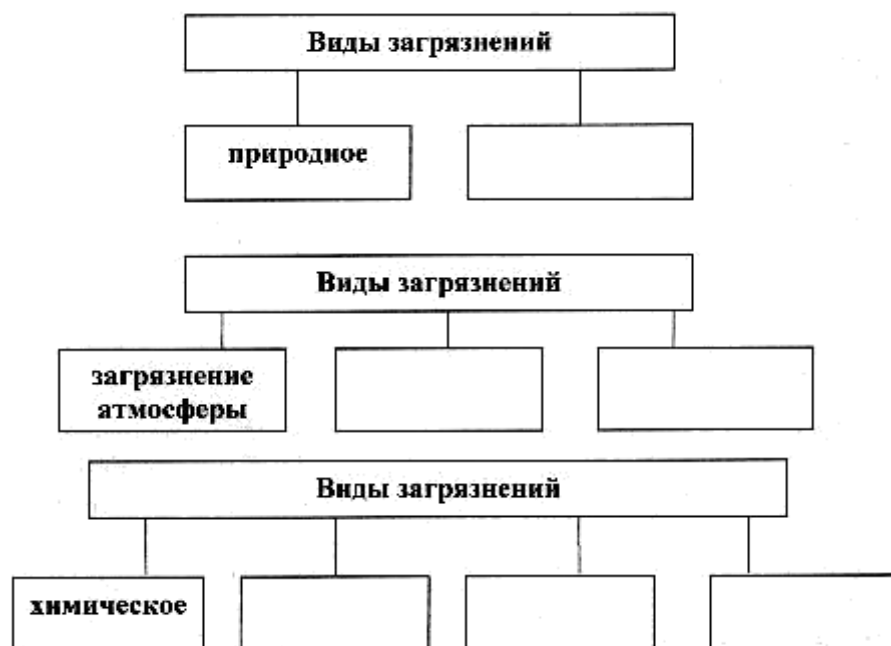 Виды загрязнений
природное
Виды загрязнений
загрязнение
атмосферы
Виды загрязнений
химическое